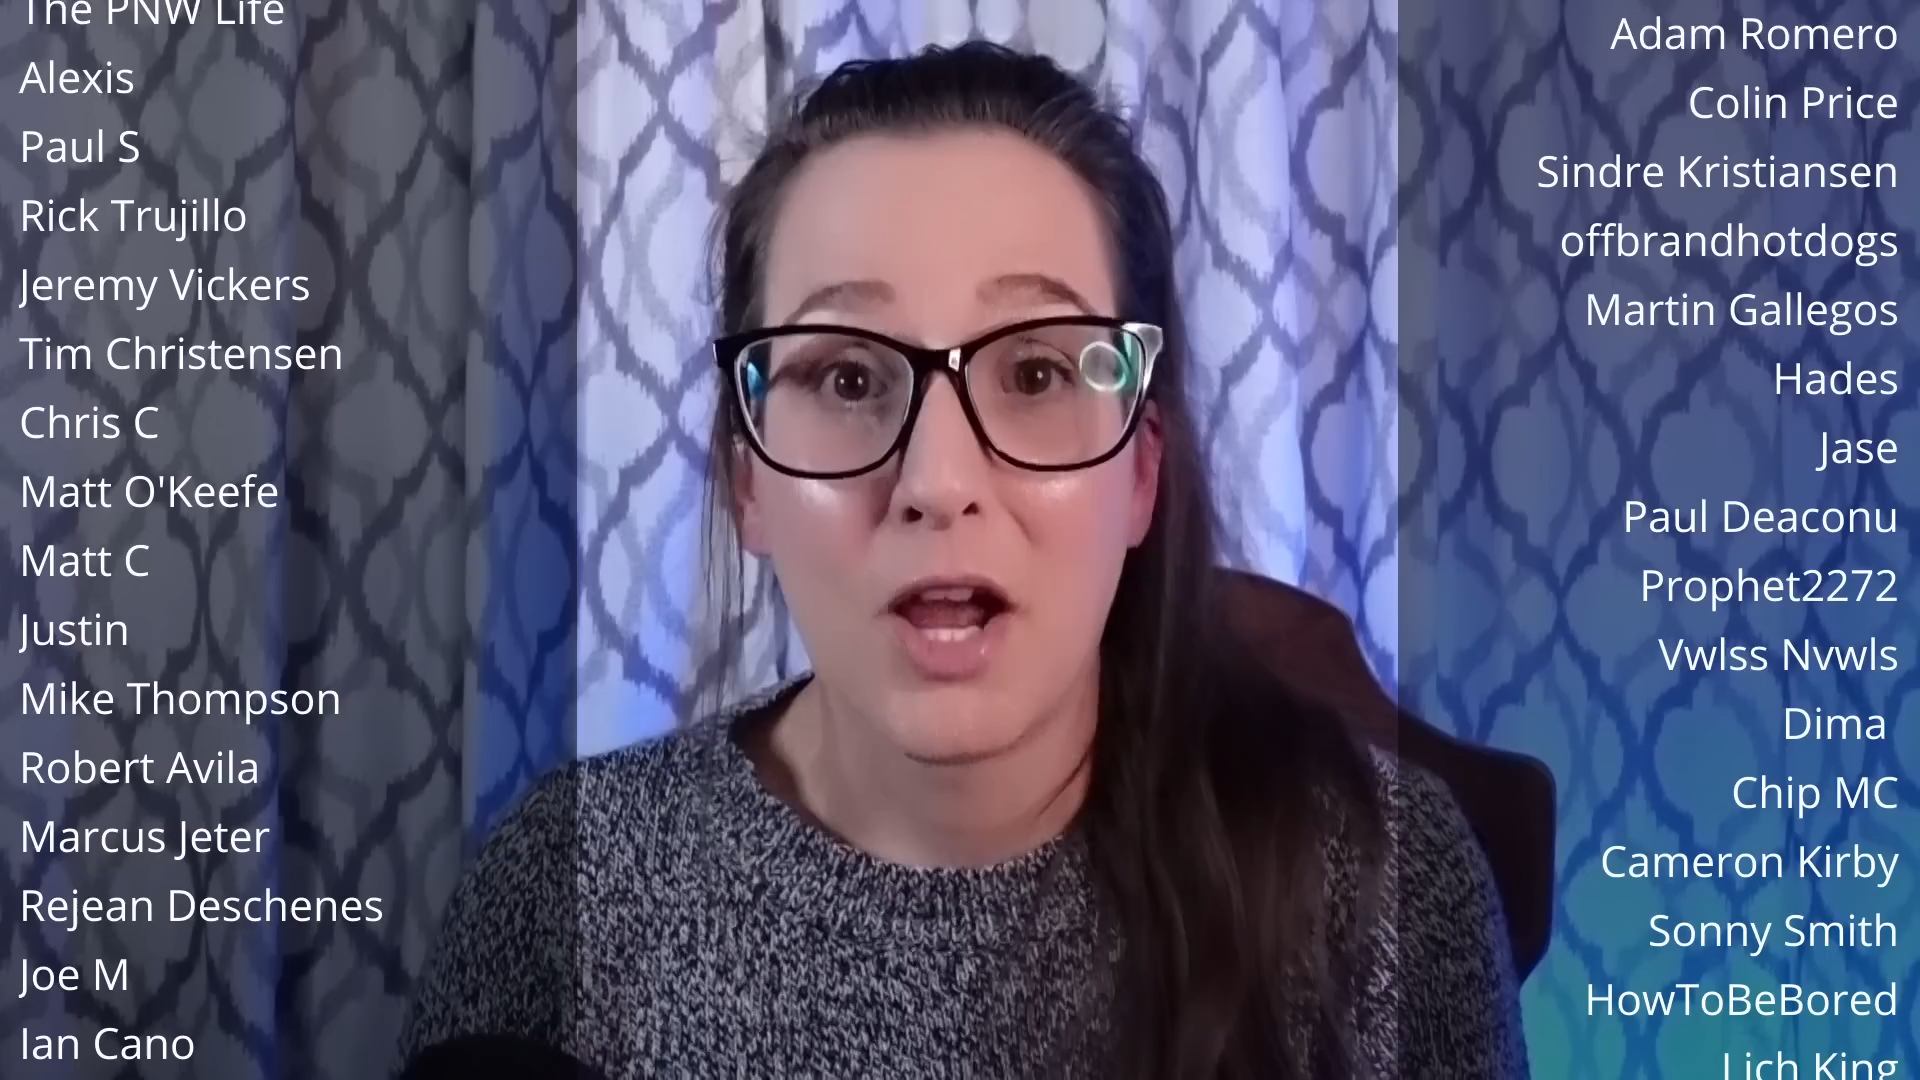 The PNW Life
Alexis
Paul S
Rick Trujillo
Jeremy Vickers
Tim Christensen
Chris C
Matt O'Keefe
Matt C
Justin
Mike Thompson
Robert Avila
Marcus Jeter
Rejean Deschenes
Joe M
Ian Cano
Adam Romero
Colin Price
Sindre Kristiansen
offbrandhotdogs
Martin Gallegos
Hades
Jase
Paul Deaconu
Prophet2272
Vwlss Nvwls
Dima
Chip MC
Cameron Kirby
Sonny Smith
HowToBeBored
Lich King